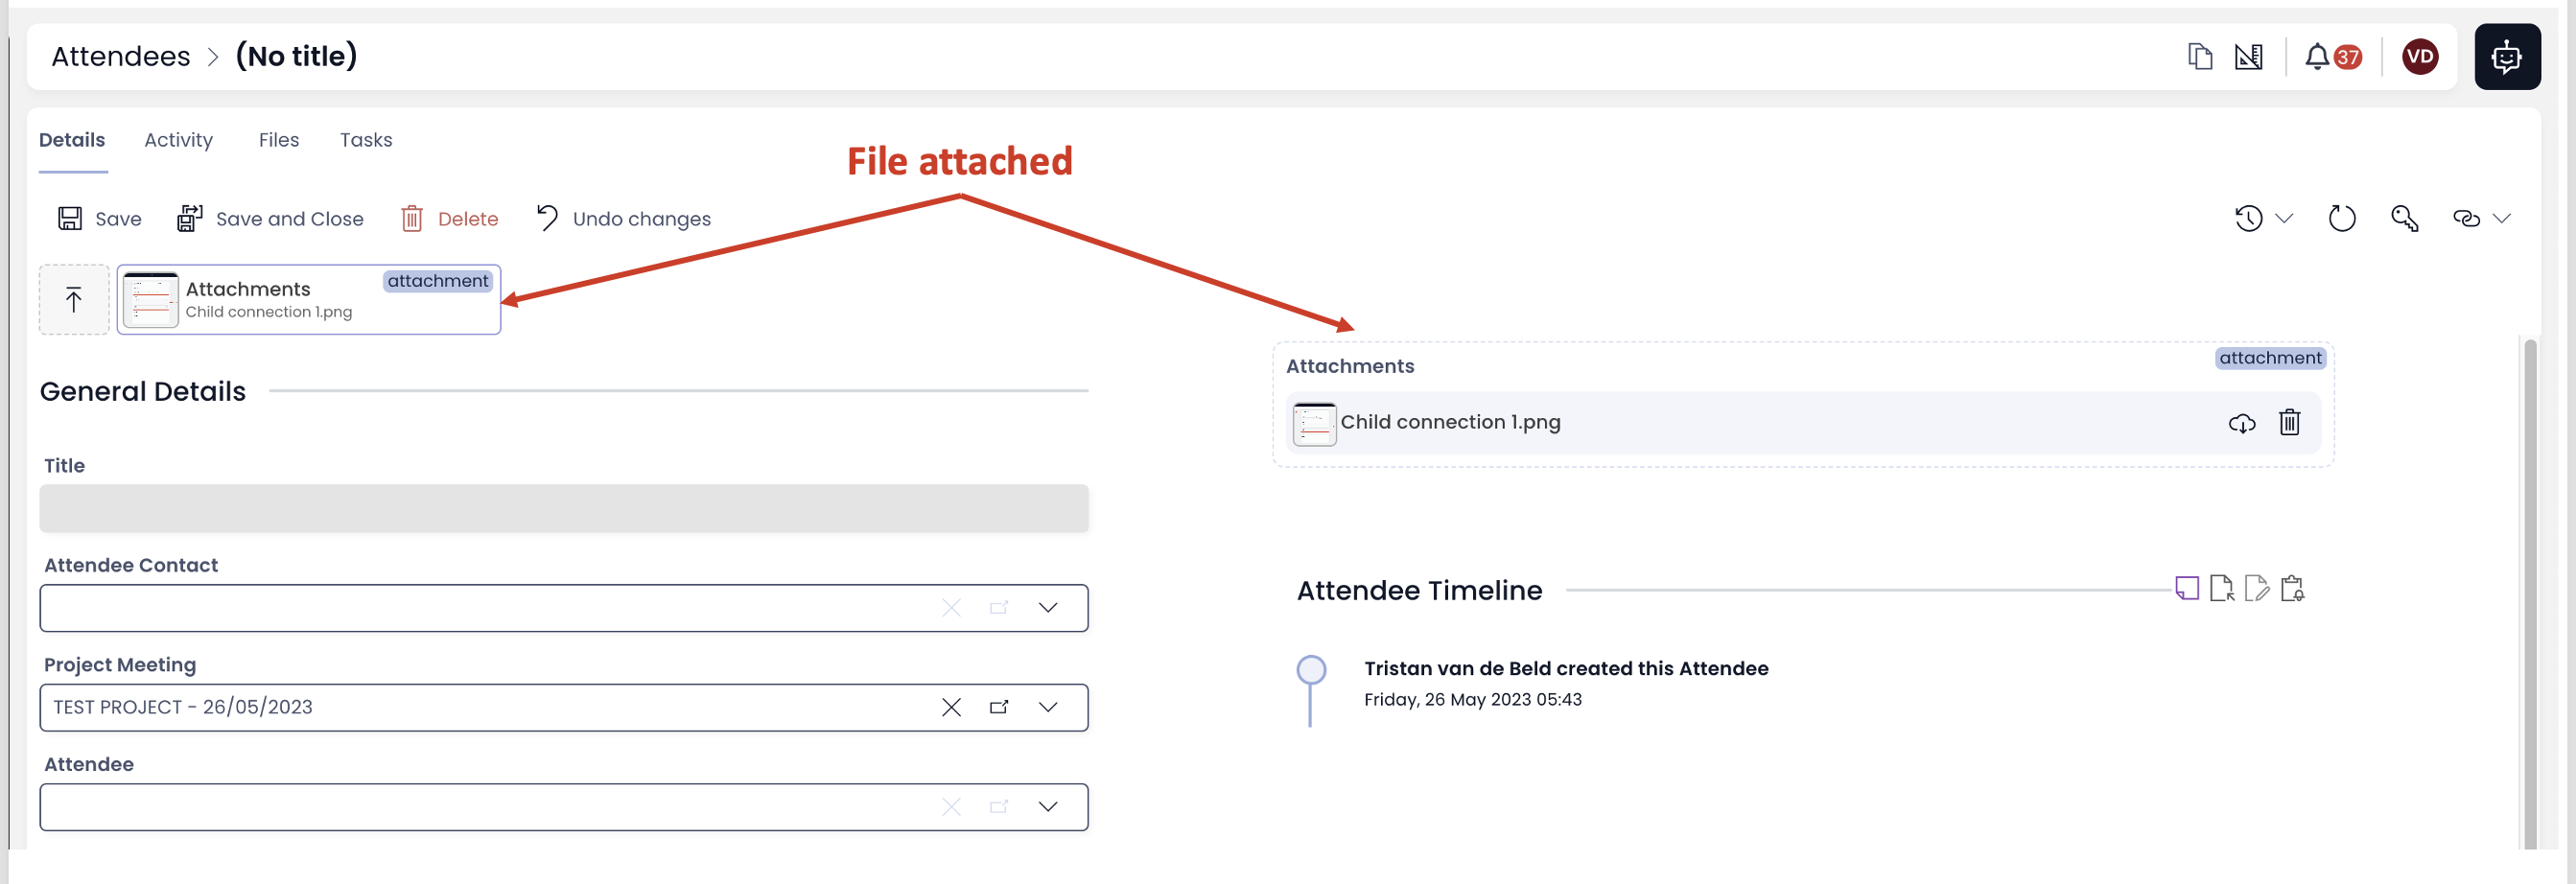 Attendees > (No title)
37
VD
Details Activity Files Tasks
File attached
Save Save and Close Delete Undo changes
Attachments attachment
Child connection 1.png
Attachments attachment
Child connection 1.png
General Details
Title
Attendee Contact
Project Meeting
TEST PROJECT - 26/05/2023
Attendee
Attendee Timeline
Tristan van de Beld created this Attendee
Friday, 26 May 2023 05:43